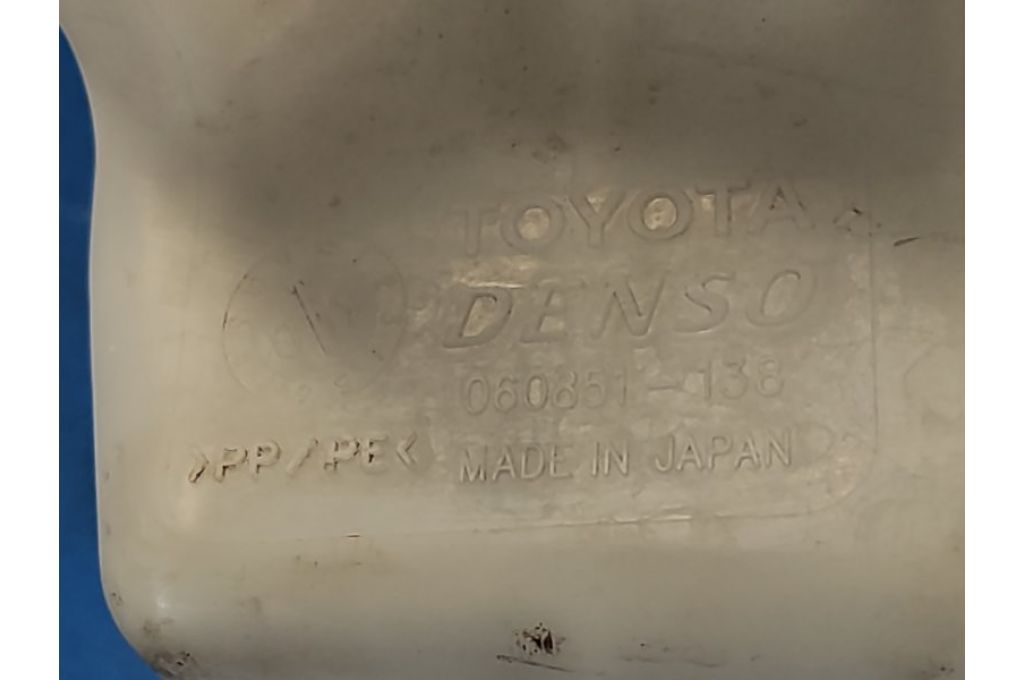 TOYOTA
DENSO
060851-138
>PP/PE<
MADE IN JAPAN